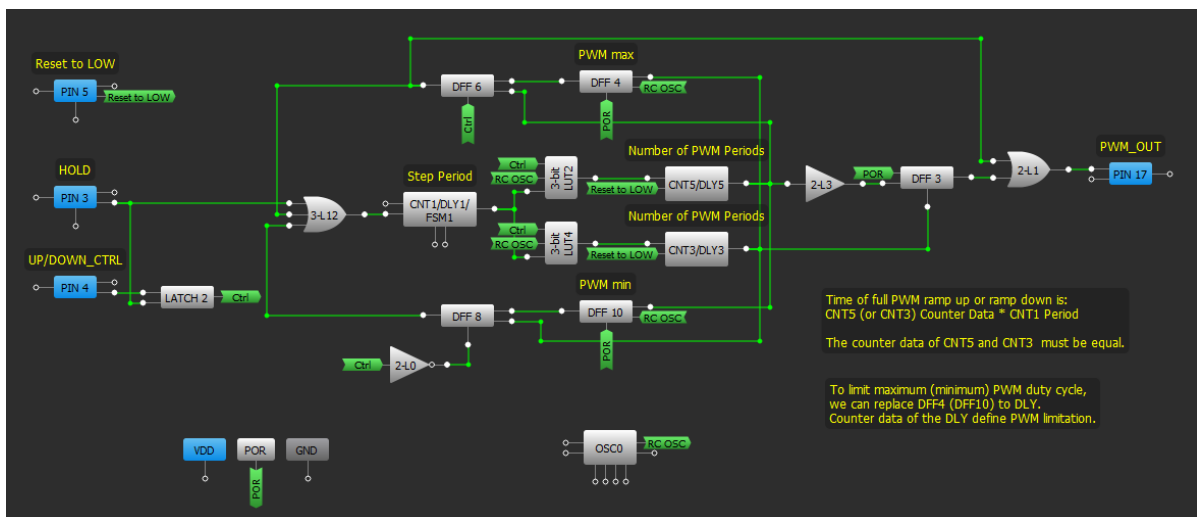 Reset to LOW
PIN 5
Reset to LOW
HOLD
PIN 3
UP/DOWN_CTRL
PIN 4
LATCH 2
Ctrl
3-L12
Step Period
CNT1/DLY1/
FSM1
DFF 6
Ctrl
PWM max
DFF 4
RC OSC
POR
Ctrl
RC OSC
3-bit
LUT2
Reset to LOW
Number of PWM Periods
CNT5/DLY5
Ctrl
RC OSC
3-bit
LUT4
Reset to LOW
Number of PWM Periods
CNT3/DLY3
PWM min
DFF 8
DFF 10
RC OSC
POR
Ctrl
2-L0
2-L3
POR
DFF 3
2-L1
PWM_OUT
PIN 17
Time of full PWM ramp up or ramp down is:
CNT5 (or CNT3) Counter Data * CNT1 Period
The counter data of CNT5 and CNT3 must be equal.
To limit maximum (minimum) PWM duty cycle,
we can replace DFF4 (DFF10) to DLY.
Counter data of the DLY define PWM limitation.
VDD
POR
GND
POR
OSC0
RC OSC